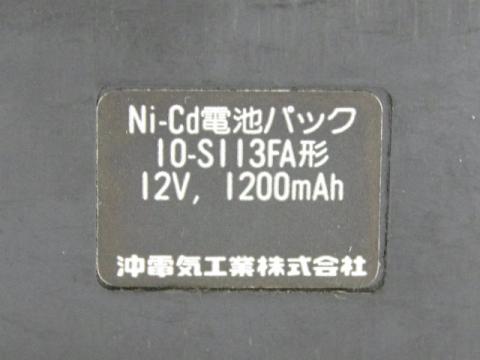 Ni-Cd電池パック
10-S113FA形
12V, 1200mAh
沖電気工業株式会社